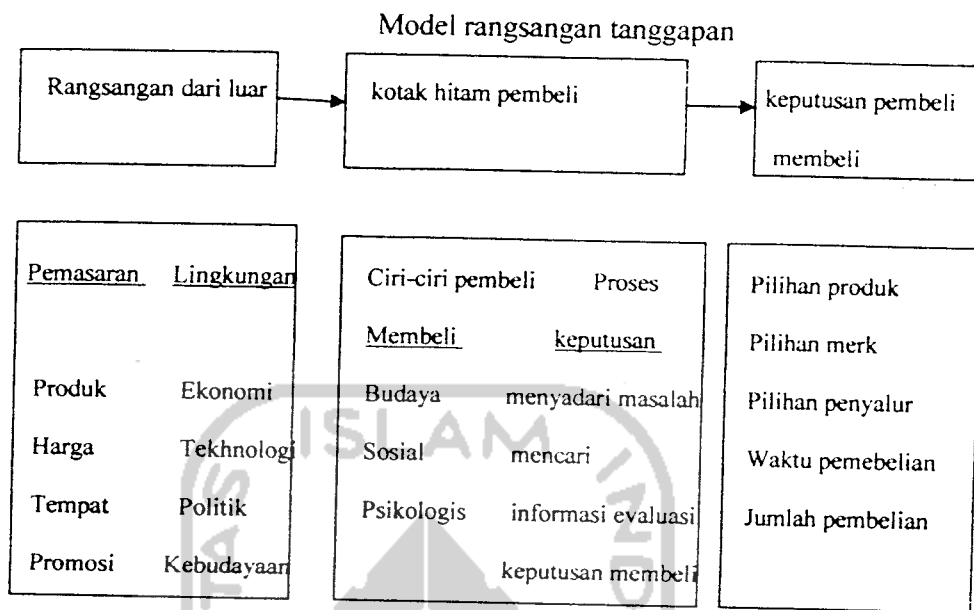 Model rangsangan tanggapan
Rangsangan dari luar
kotak hitam pembeli
keputusan pembeli
membeli
Pemasaran Lingkungan
Produk Ekonomi
Harga Tekhnologi
Tempat Politik
Promosi Kebudayaan
Ciri-ciri pembeli Proses
Membeli keputusan
Budaya menyadari masalah
Sosial mencari
Psikologis informasi evaluasi
keputusan membeli
Pilihan produk
Pilihan merk
Pilihan penyalur
Waktu pemebelian
Jumlah pembelian
ISLAM